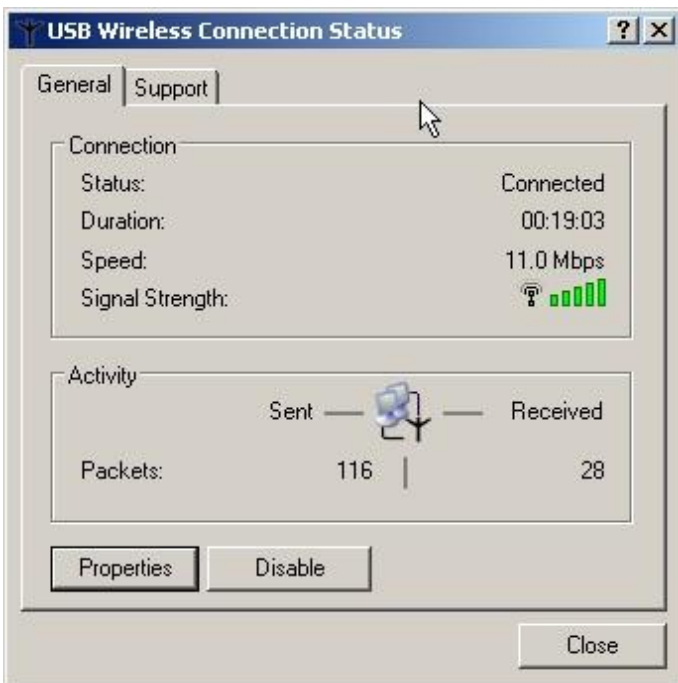 USB Wireless Connection Status ? X
General Support
Connection
Status: Connected
Duration: 00:19:03
Speed: 11.0 Mbps
Signal Strength:
Activity
Sent Received
Packets: 116 28
Properties Disable
Close